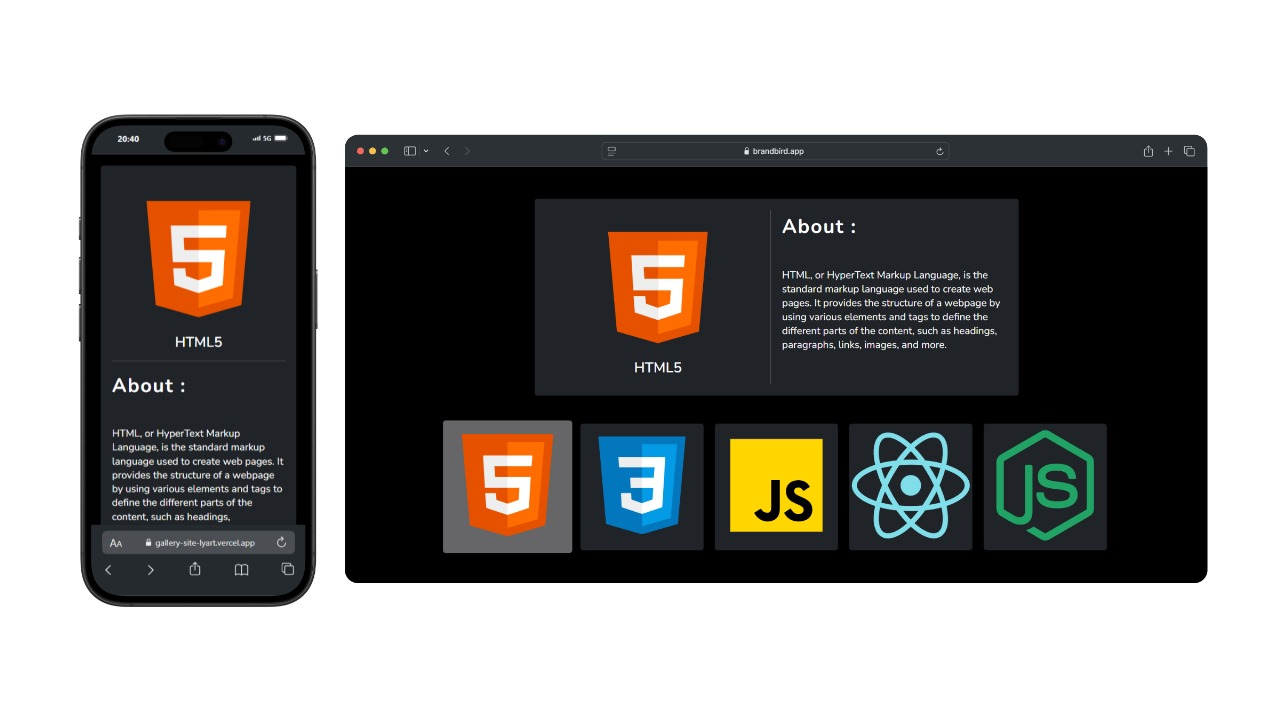 20:40
5G
5
HTML5
About :
HTML, or HyperText Markup
Language, is the standard markup
language used to create web pages. It
provides the structure of a webpage
by using various elements and tags to
define the different parts of the
content, such as headings,
AA
gallery-site-lyart.vercel.app
brandbird.app
5
HTML5
About :
HTML, or HyperText Markup Language, is the
standard markup language used to create web
pages. It provides the structure of a webpage by
using various elements and tags to define the
different parts of the content, such as headings,
paragraphs, links, images, and more.
5
3
JS
JS